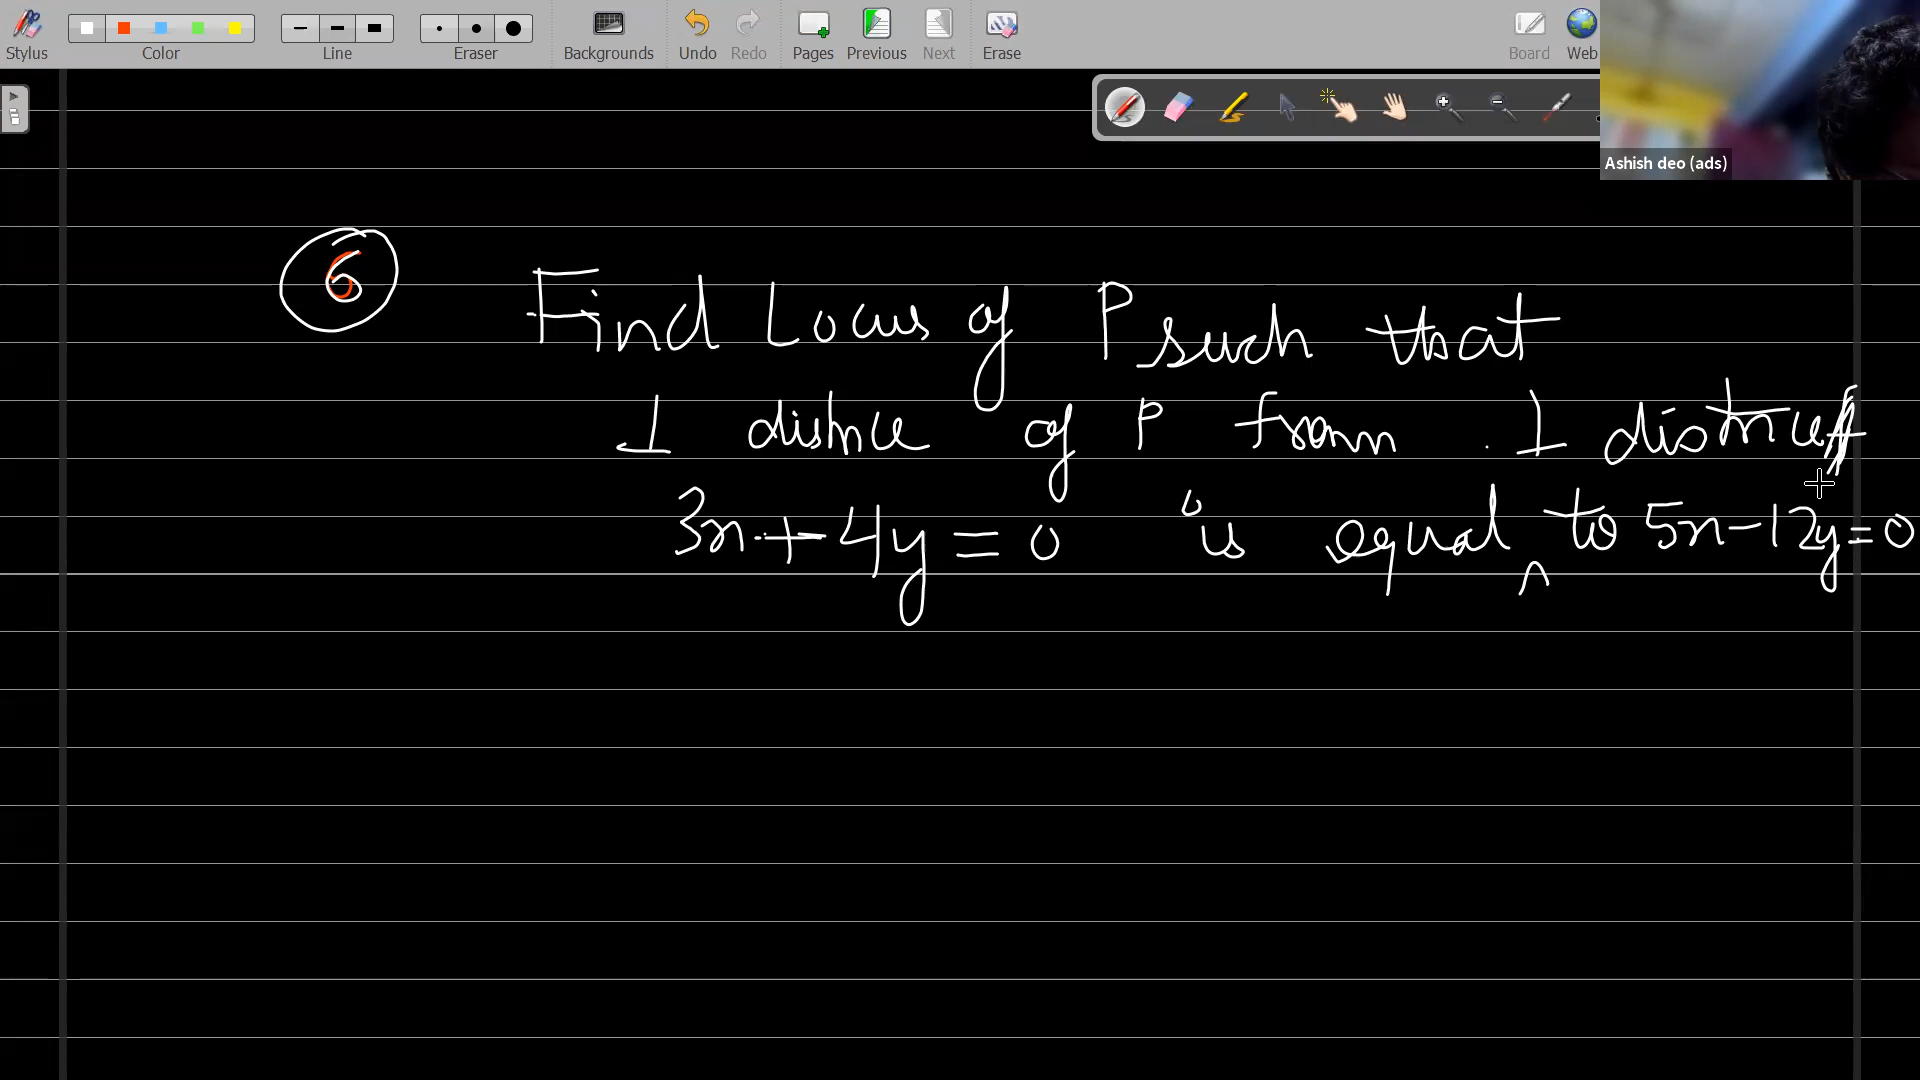 Stylus Color Line Eraser Backgrounds Undo Redo Pages Previous Next Erase Board Web
Ashish deo (ads)
6
Find Locus of P such that
⊥ distnce of P from . ⊥ distnce of
3x + 4y = 0 is equal ^ to 5x - 12y = 0